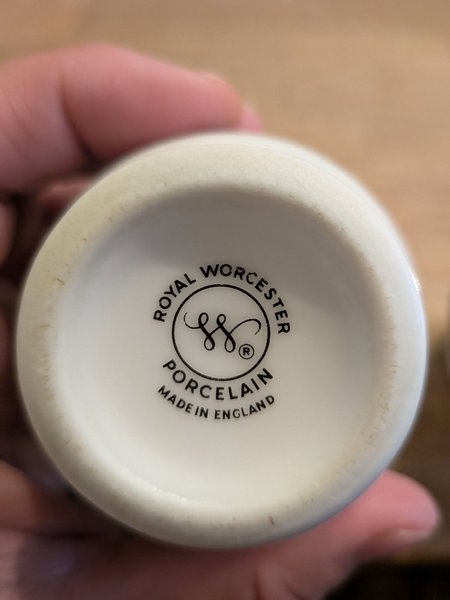 ROYAL WORCESTER
W®
PORCELAIN
MADE IN ENGLAND